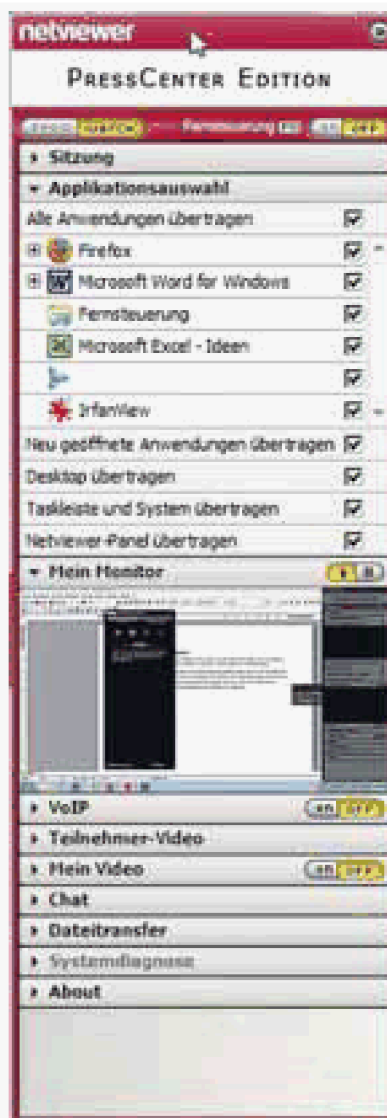 netviewer
PRESSCENTER EDITION
Fernsteuerung OFF
Sitzung
Applikationsauswahl
Alle Anwendungen übertragen
Firefox
Microsoft Word for Windows
Fernsteuerung
Microsoft Excel - Ideen
IrfanView
Neu geöffnete Anwendungen übertragen
Desktop übertragen
Taskleiste und System übertragen
Netviewer-Panel übertragen
Mein Monitor
VoIP on OFF
Teilnehmer-Video
Mein Video on OFF
Chat
Dateitransfer
Systemdiagnose
About